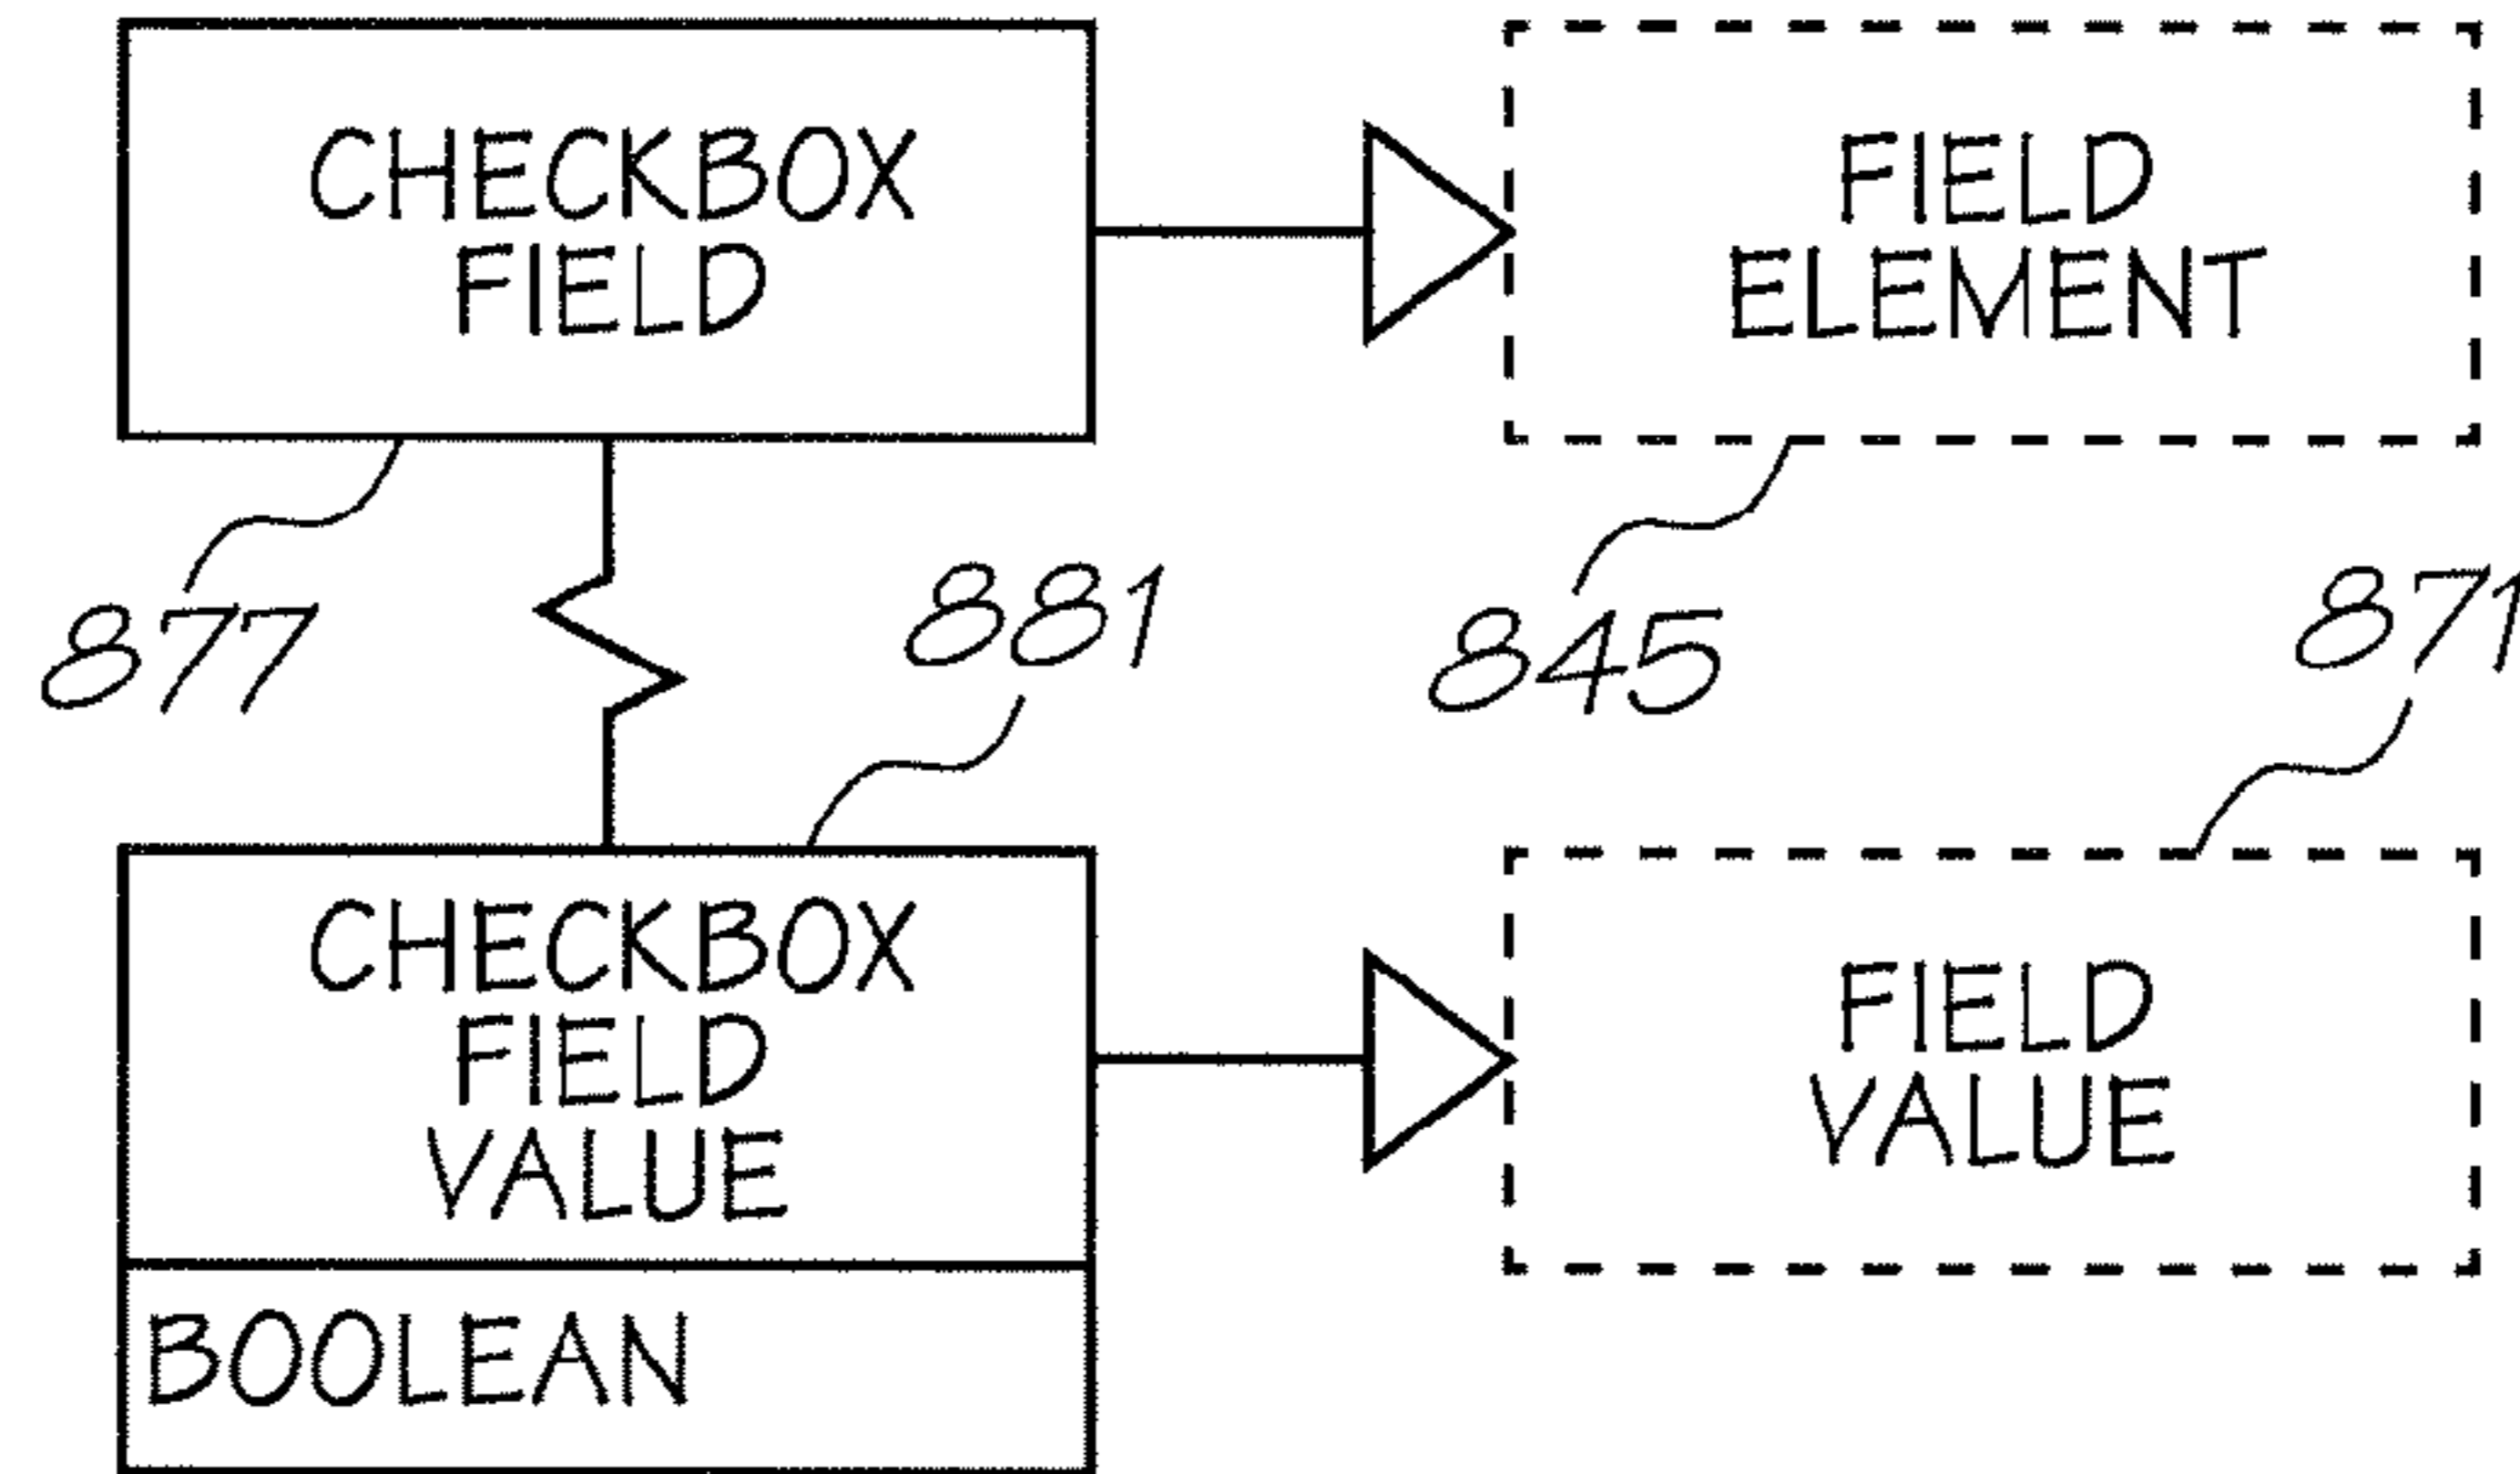 CHECKBOX
FIELD
FIELD
ELEMENT
877
881
845
871
CHECKBOX
FIELD
VALUE
FIELD
VALUE
BOOLEAN